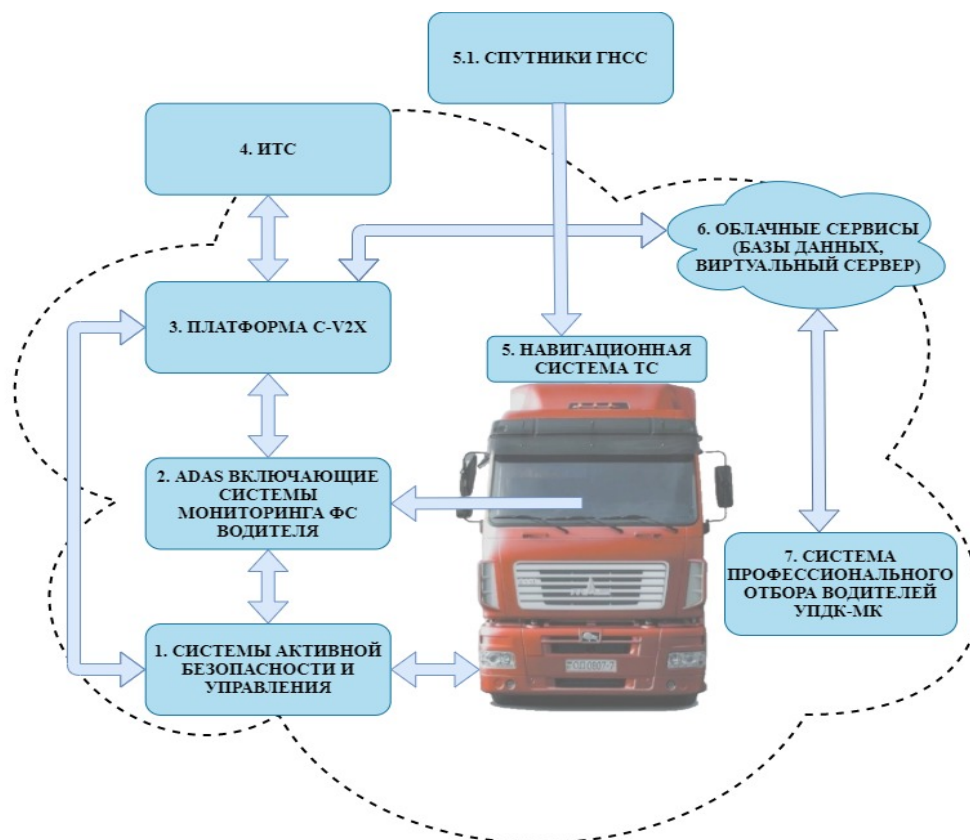 5.1. СПУТНИКИ ГНСС
4. ИТС
6. ОБЛАЧНЫЕ СЕРВИСЫ
(БАЗЫ ДАННЫХ,
ВИРТУАЛЬНЫЙ СЕРВЕР)
3. ПЛАТФОРМА C-V2X
5. НАВИГАЦИОННАЯ
СИСТЕМА ТС
2. ADAS ВКЛЮЧАЮЩИЕ
СИСТЕМЫ
МОНИТОРИНГА ФС
ВОДИТЕЛЯ
7. СИСТЕМА
ПРОФЕССИОНАЛЬНОГО
ОТБОРА ВОДИТЕЛЕЙ
УПДК-МК
1. СИСТЕМЫ АКТИВНОЙ
БЕЗОПАСНОСТИ И
УПРАВЛЕНИЯ